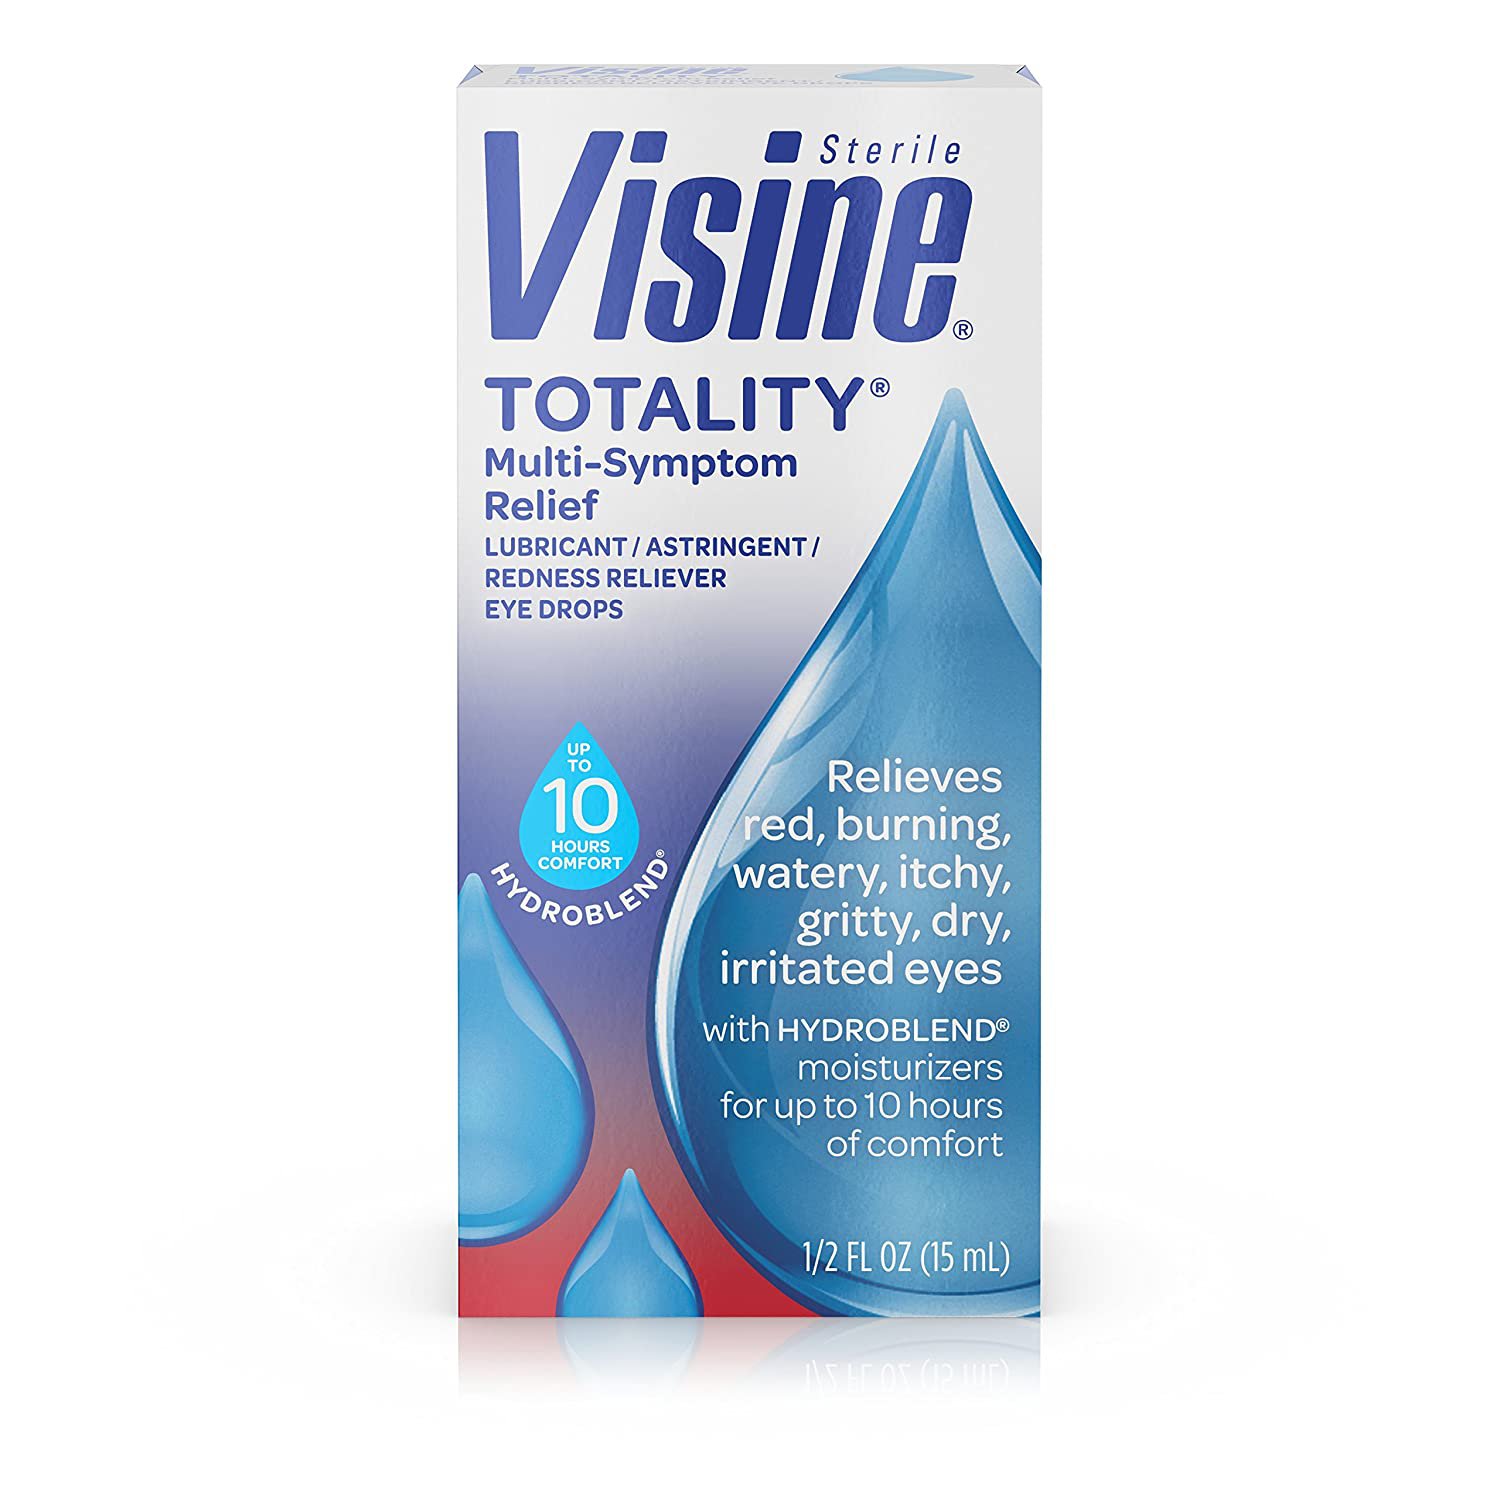 Visine
Sterile
Visine®
TOTALITY®
Multi-Symptom
Relief
LUBRICANT / ASTRINGENT /
REDNESS RELIEVER
EYE DROPS
UP
TO
10
HOURS
COMFORT
HYDROBLEND®
Relieves
red, burning,
watery, itchy,
gritty, dry,
irritated eyes
with HYDROBLEND®
moisturizers
for up to 10 hours
of comfort
1/2 FL OZ (15 mL)